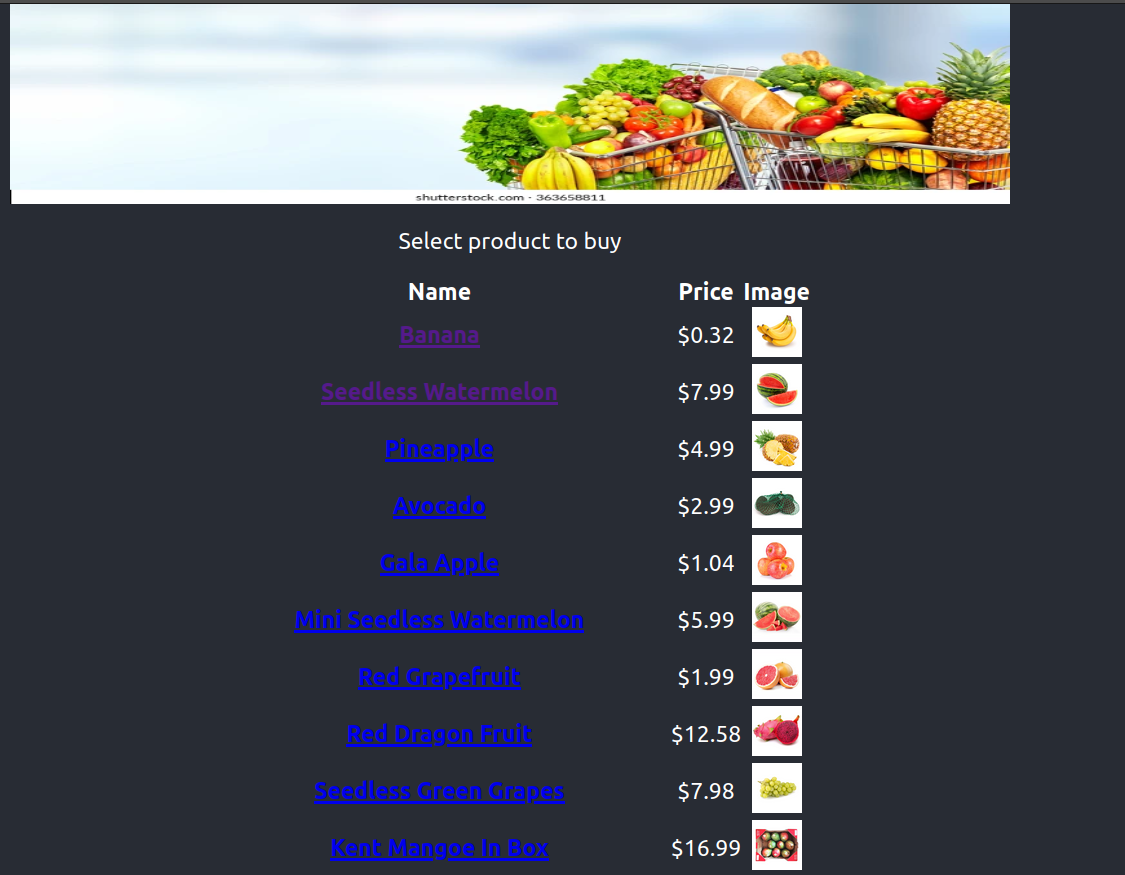 shutterstock.com · 363658811
Select product to buy
Name Price Image
Banana $0.32
Seedless Watermelon $7.99
Pineapple $4.99
Avocado $2.99
Gala Apple $1.04
Mini Seedless Watermelon $5.99
Red Grapefruit $1.99
Red Dragon Fruit $12.58
Seedless Green Grapes $7.98
Kent Mangoe In Box $16.99